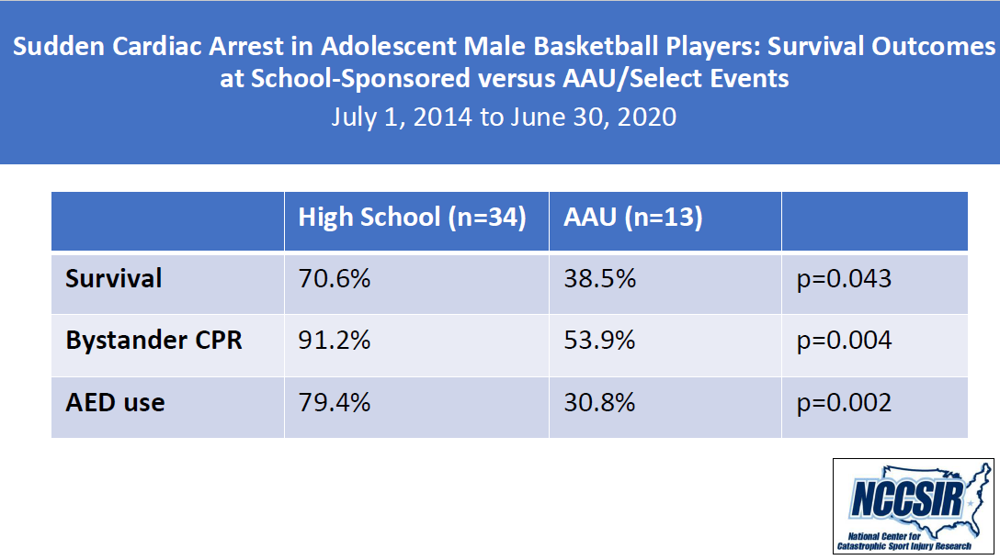 Sudden Cardiac Arrest in Adolescent Male Basketball Players: Survival Outcomes
at School-Sponsored versus AAU/Select Events
July 1, 2014 to June 30, 2020
High School (n=34) AAU (n=13)
Survival 70.6% 38.5% p=0.043
Bystander CPR 91.2% 53.9% p=0.004
AED use 79.4% 30.8% p=0.002
NCCSIR
National Center for
Catastrophic Sport Injury Research